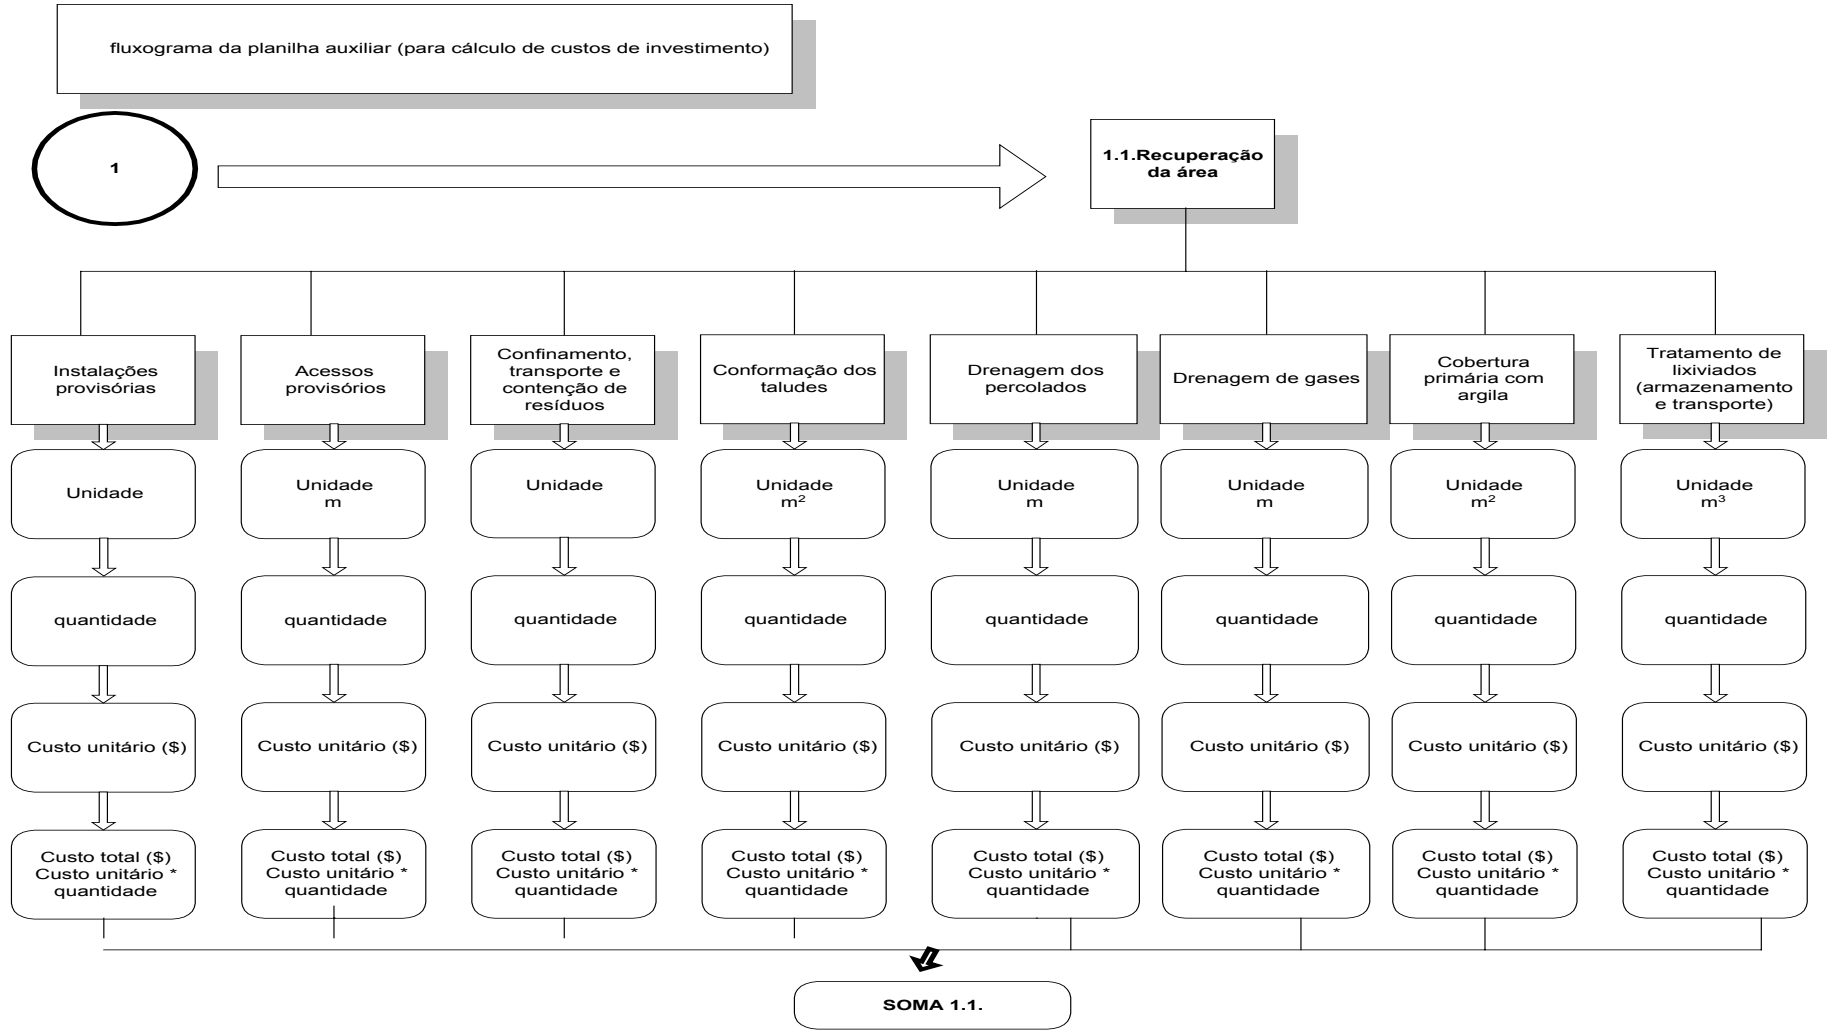 fluxograma da planilha auxiliar (para cálculo de custos de investimento)
1
1.1.Recuperação
da área
Instalações
provisórias
Acessos
provisórios
Confinamento,
transporte e
contenção de
resíduos
Conformação dos
taludes
Drenagem dos
percolados
Drenagem de gases
Cobertura
primária com
argila
Tratamento de
lixiviados
(armazenamento
e transporte)
Unidade
Unidade
m
Unidade
Unidade
m²
Unidade
m
Unidade
m
Unidade
m²
Unidade
m³
quantidade
quantidade
quantidade
quantidade
quantidade
quantidade
quantidade
quantidade
Custo unitário ($)
Custo unitário ($)
Custo unitário ($)
Custo unitário ($)
Custo unitário ($)
Custo unitário ($)
Custo unitário ($)
Custo unitário ($)
Custo total ($)
Custo unitário *
quantidade
Custo total ($)
Custo unitário *
quantidade
Custo total ($)
Custo unitário *
quantidade
Custo total ($)
Custo unitário *
quantidade
Custo total ($)
Custo unitário *
quantidade
Custo total ($)
Custo unitário *
quantidade
Custo total ($)
Custo unitário *
quantidade
Custo total ($)
Custo unitário *
quantidade
SOMA 1.1.